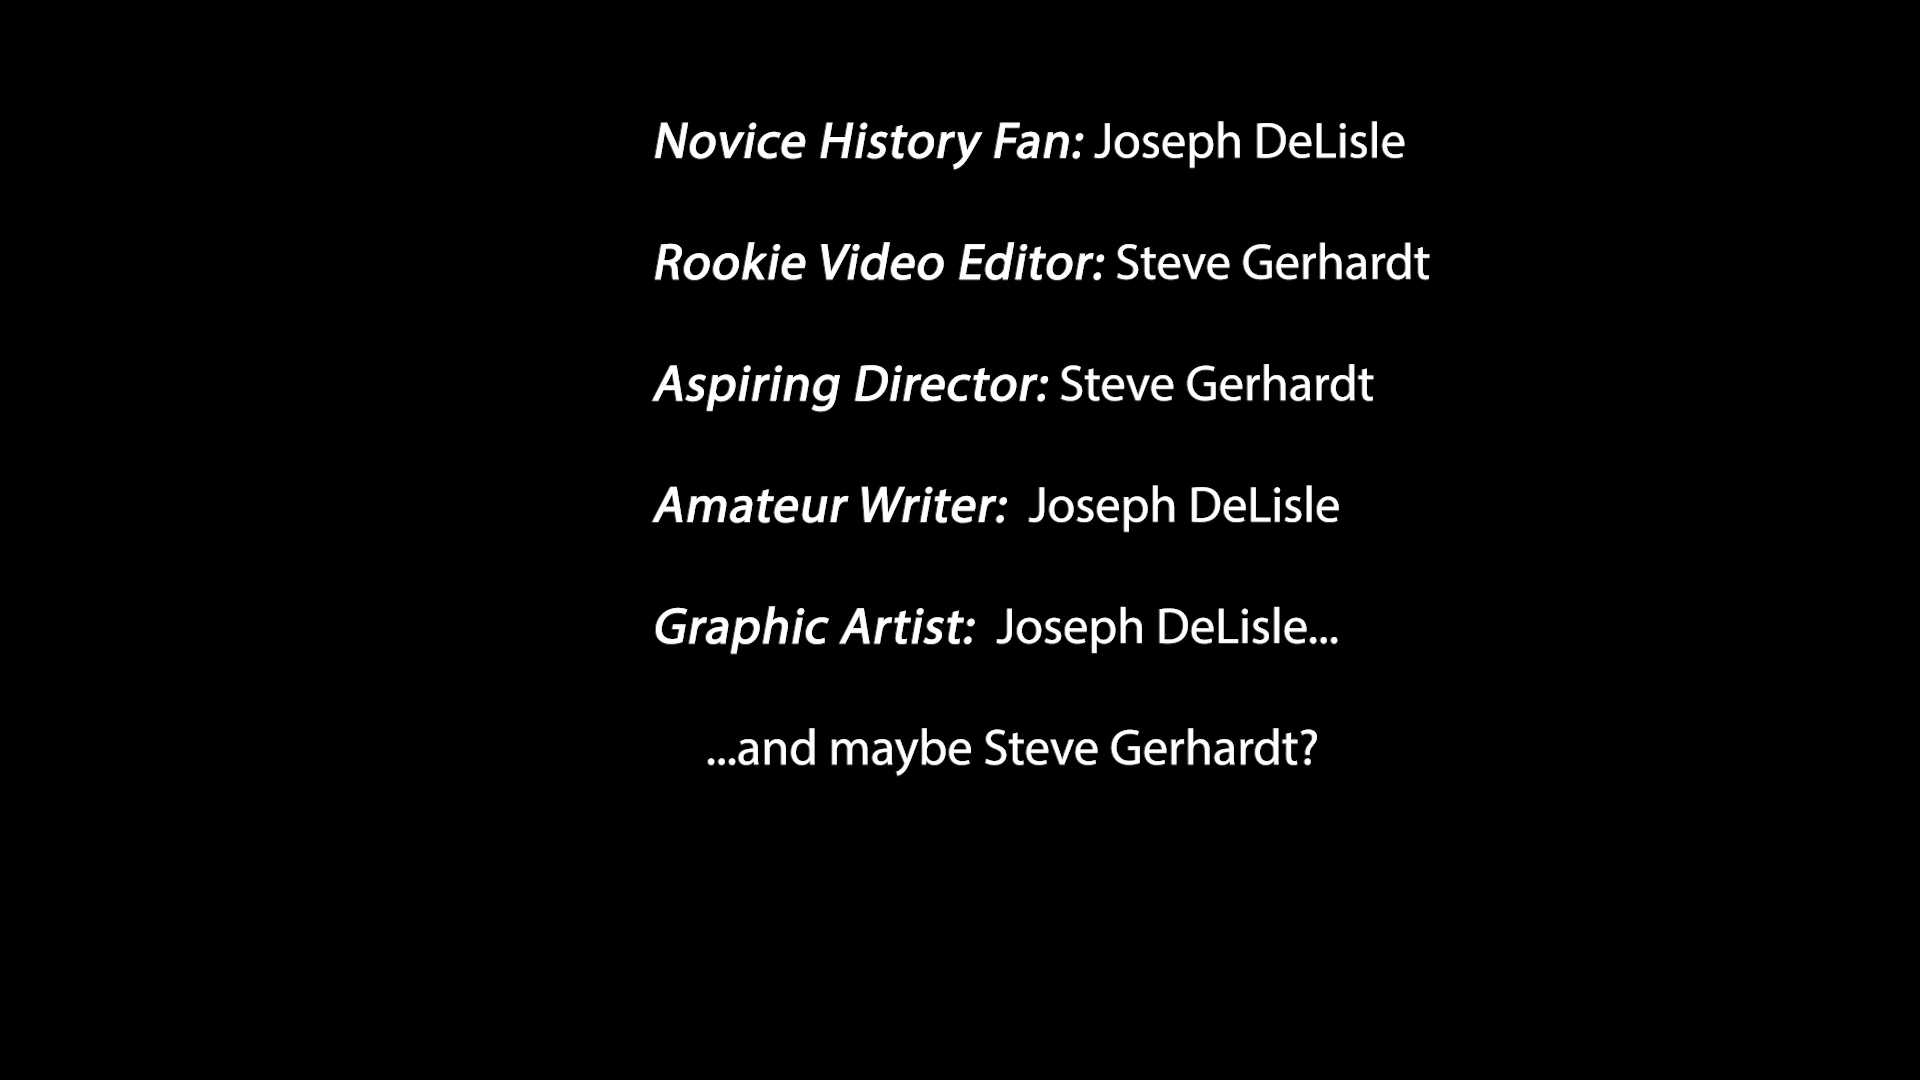 Novice History Fan: Joseph DeLisle
Rookie Video Editor: Steve Gerhardt
Aspiring Director: Steve Gerhardt
Amateur Writer:  Joseph DeLisle
Graphic Artist:  Joseph DeLisle...
...and maybe Steve Gerhardt?